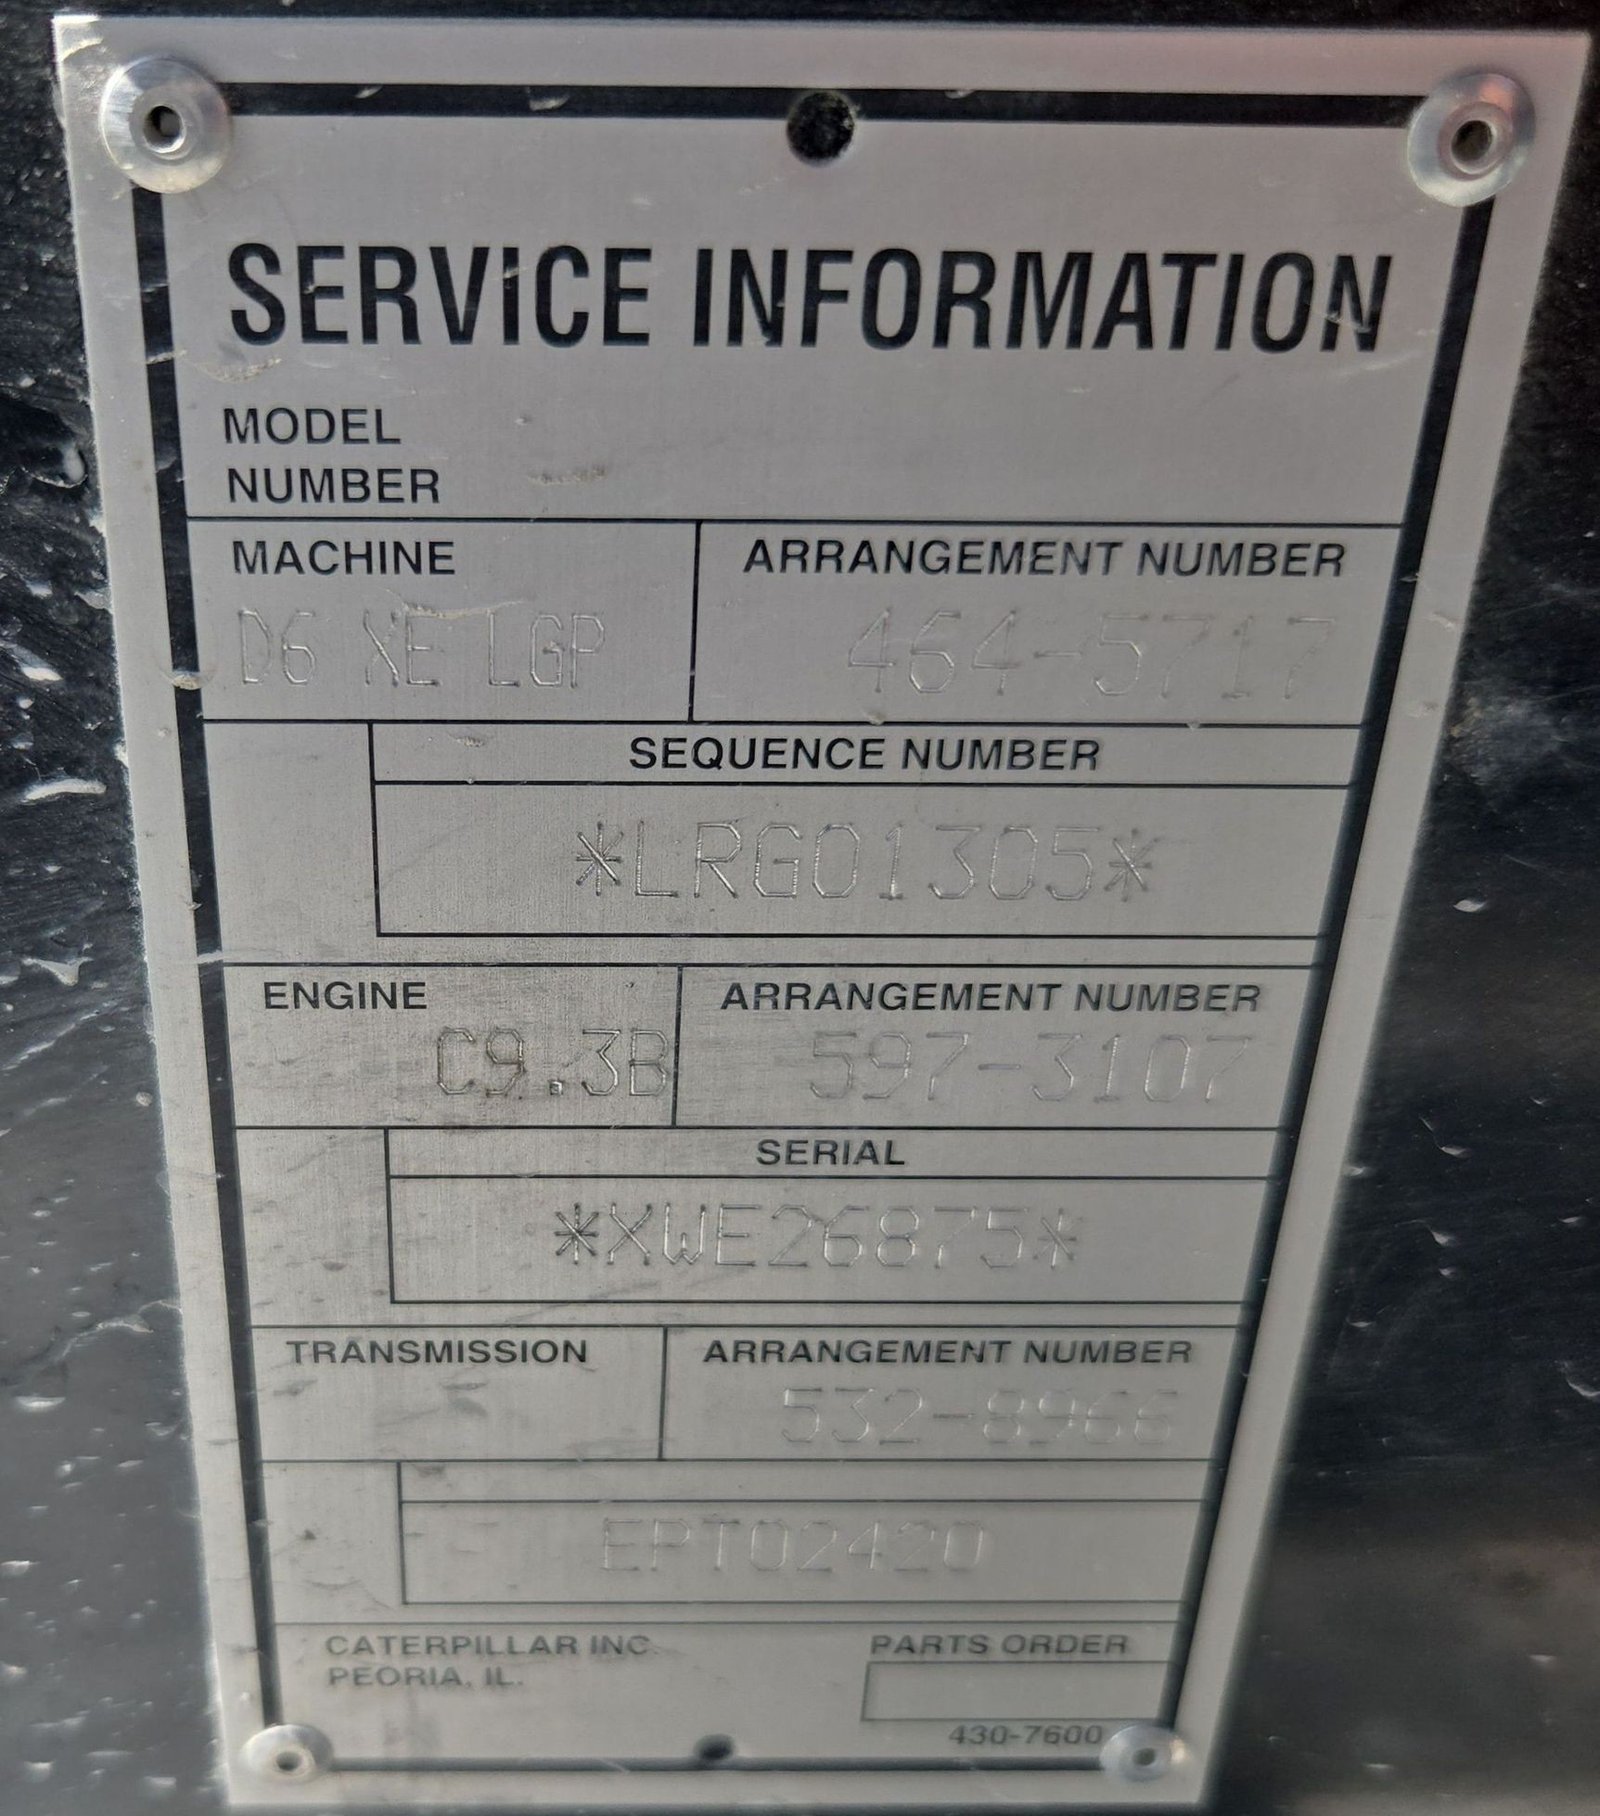 SERVICE INFORMATION
MODEL
NUMBER
MACHINE
ARRANGEMENT NUMBER
D6 XE LGP
464-5717
SEQUENCE NUMBER
*LRG01305*
ENGINE
ARRANGEMENT NUMBER
C9.3B
597-3107
SERIAL
*XWE26875*
TRANSMISSION
ARRANGEMENT NUMBER
532-8966
EPT02420
CATERPILLAR INC.
PARTS ORDER
PEORIA, IL.
430-7600